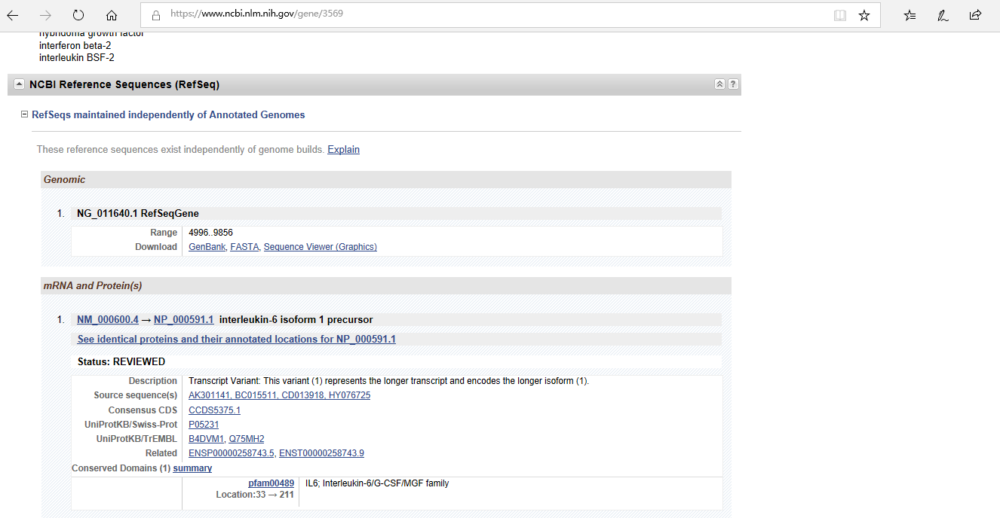 https://www.ncbi.nlm.nih.gov/gene/3569
hybridoma growth factor
interferon beta-2
interleukin BSF-2
NCBI Reference Sequences (RefSeq)
?
RefSeqs maintained independently of Annotated Genomes
These reference sequences exist independently of genome builds. Explain
Genomic
1. NG_011640.1 RefSeqGene
Range 4996..9856
Download GenBank, FASTA, Sequence Viewer (Graphics)
mRNA and Protein(s)
1. NM_000600.4 → NP_000591.1 interleukin-6 isoform 1 precursor
See identical proteins and their annotated locations for NP_000591.1
Status: REVIEWED
Description Transcript Variant: This variant (1) represents the longer transcript and encodes the longer isoform (1).
Source sequence(s) AK301141, BC015511, CD013918, HY076725
Consensus CDS CCDS5375.1
UniProtKB/Swiss-Prot P05231
UniProtKB/TrEMBL B4DVM1, Q75MH2
Related ENSP00000258743.5, ENST00000258743.9
Conserved Domains (1) summary
pfam00489 IL6; Interleukin-6/G-CSF/MGF family
Location:33 → 211